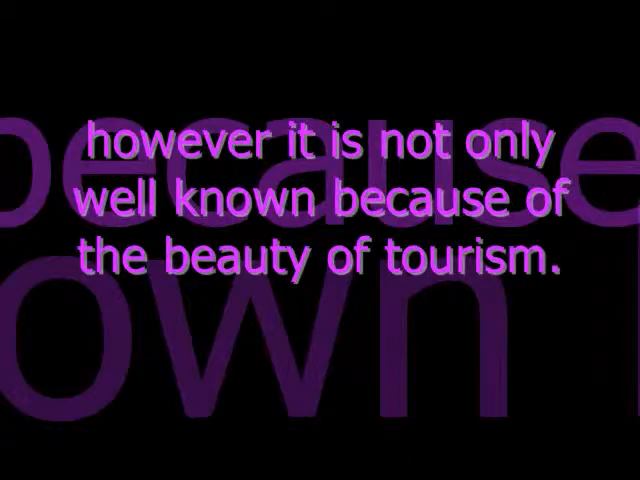 however it is not only
well known because of
the beauty of tourism.
because
own